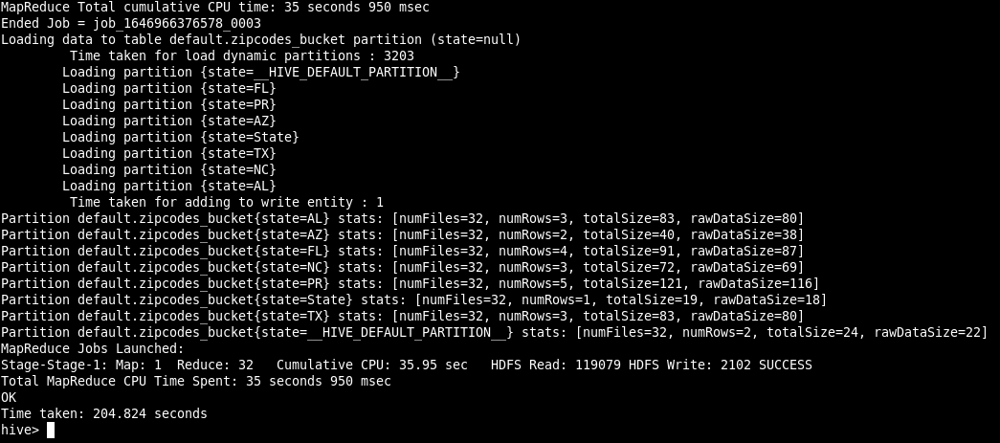 MapReduce Total cumulative CPU time: 35 seconds 950 msec
Ended Job = job_1646966376578_0003
Loading data to table default.zipcodes_bucket partition (state=null)
         Time taken for load dynamic partitions : 3203
        Loading partition {state=__HIVE_DEFAULT_PARTITION__}
        Loading partition {state=FL}
        Loading partition {state=PR}
        Loading partition {state=AZ}
        Loading partition {state=State}
        Loading partition {state=TX}
        Loading partition {state=NC}
        Loading partition {state=AL}
         Time taken for adding to write entity : 1
Partition default.zipcodes_bucket{state=AL} stats: [numFiles=32, numRows=3, totalSize=83, rawDataSize=80]
Partition default.zipcodes_bucket{state=AZ} stats: [numFiles=32, numRows=2, totalSize=40, rawDataSize=38]
Partition default.zipcodes_bucket{state=FL} stats: [numFiles=32, numRows=4, totalSize=91, rawDataSize=87]
Partition default.zipcodes_bucket{state=NC} stats: [numFiles=32, numRows=3, totalSize=72, rawDataSize=69]
Partition default.zipcodes_bucket{state=PR} stats: [numFiles=32, numRows=5, totalSize=121, rawDataSize=116]
Partition default.zipcodes_bucket{state=State} stats: [numFiles=32, numRows=1, totalSize=19, rawDataSize=18]
Partition default.zipcodes_bucket{state=TX} stats: [numFiles=32, numRows=3, totalSize=83, rawDataSize=80]
Partition default.zipcodes_bucket{state=__HIVE_DEFAULT_PARTITION__} stats: [numFiles=32, numRows=2, totalSize=24, rawDataSize=22]
MapReduce Jobs Launched:
Stage-Stage-1: Map: 1  Reduce: 32   Cumulative CPU: 35.95 sec   HDFS Read: 119079 HDFS Write: 2102 SUCCESS
Total MapReduce CPU Time Spent: 35 seconds 950 msec
OK
Time taken: 204.824 seconds
hive>